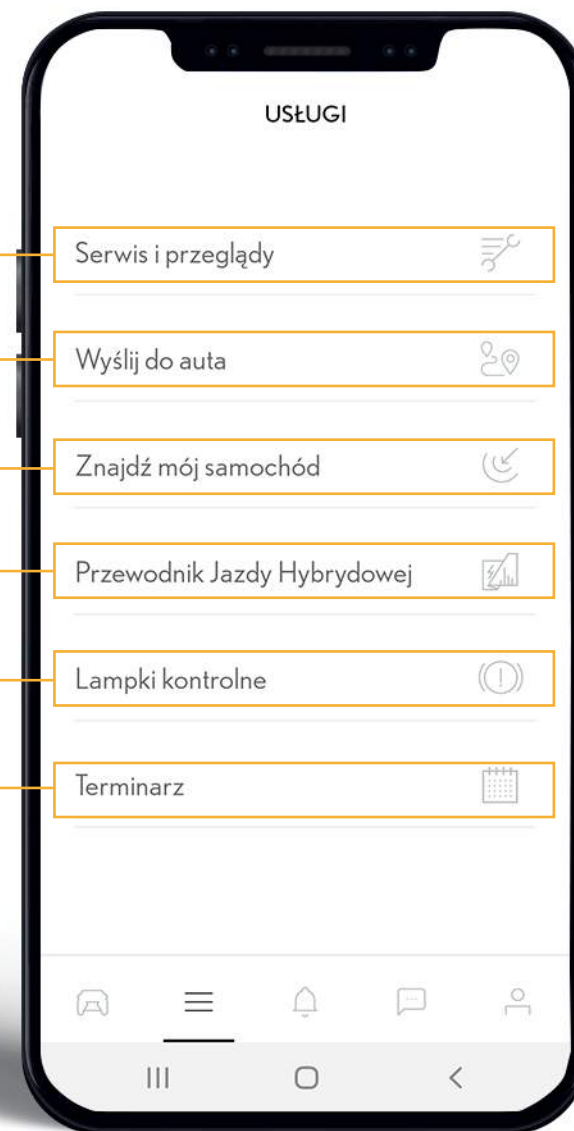 USŁUGI
Serwis i przeglądy
Wyślij do auta
Znajdź mój samochód
Przewodnik Jazdy Hybrydowej
Lampki kontrolne
Terminarz